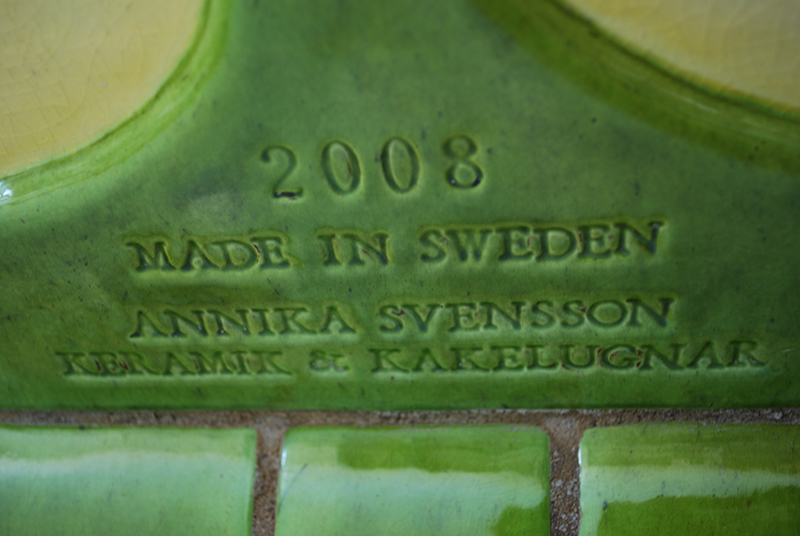 2008
MADE IN SWEDEN
ANNIKA SVENSSON
KERAMIK & KAKELUGNAR